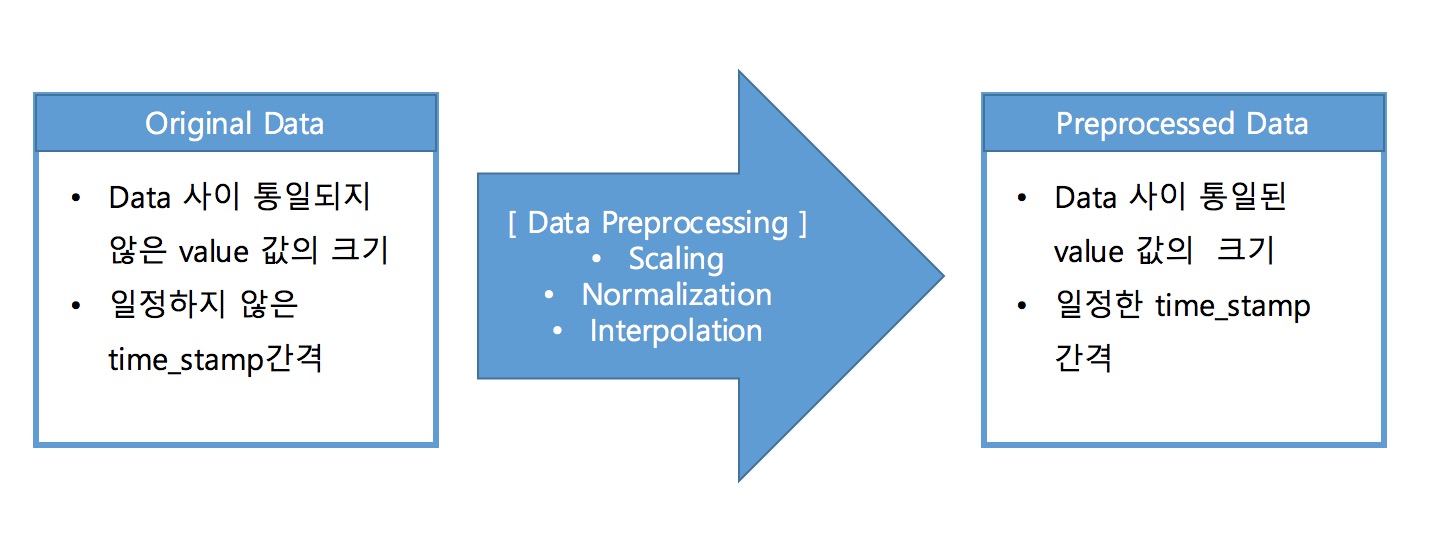 Original Data
• Data 사이 통일되지
않은 value 값의 크기
• 일정하지 않은
time_stamp간격
[ Data Preprocessing ]
• Scaling
• Normalization
• Interpolation
Preprocessed Data
• Data 사이 통일된
value 값의 크기
• 일정한 time_stamp
간격